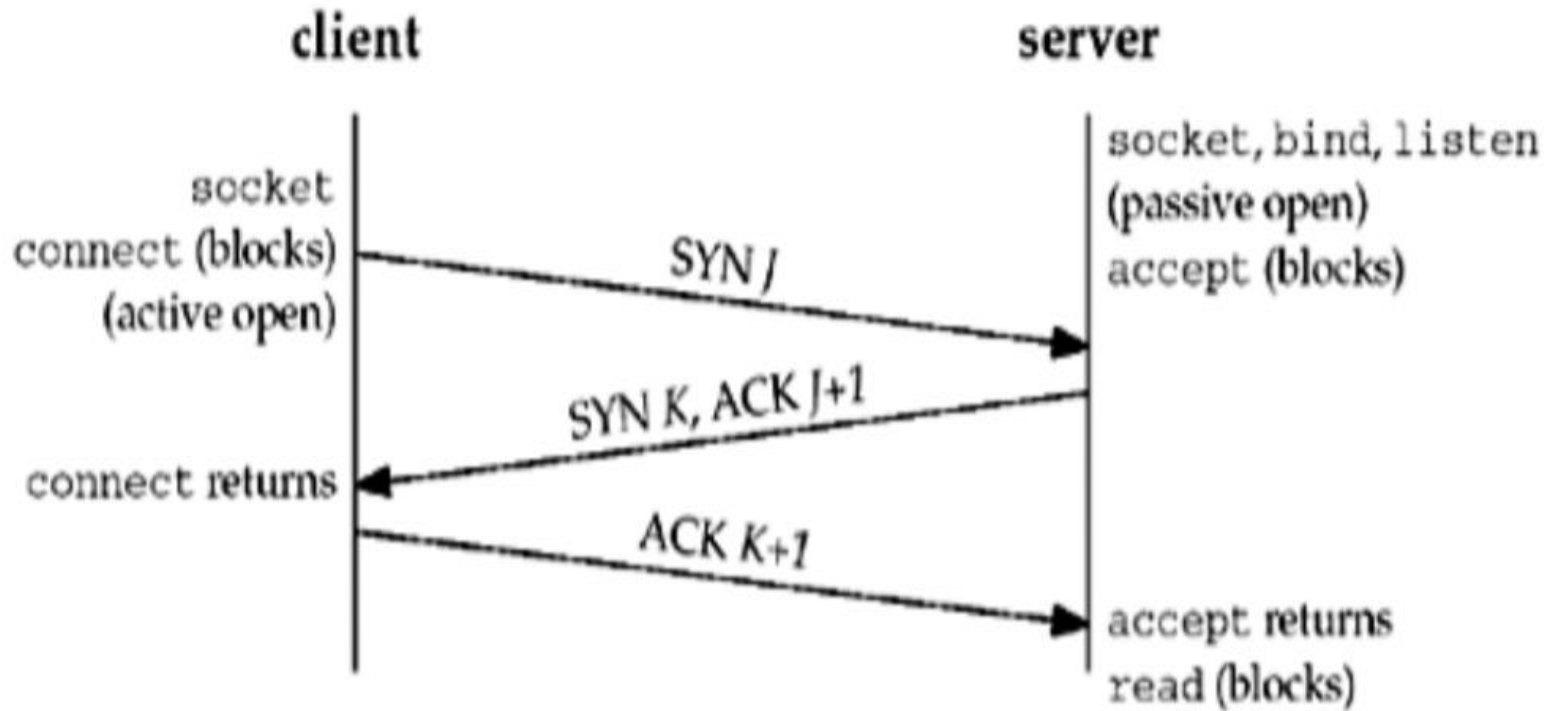 client
server
socket
connect (blocks)
(active open)
socket, bind, listen
(passive open)
accept (blocks)
SYN J
SYN K, ACK J+1
connect returns
ACK K+1
accept returns
read (blocks)